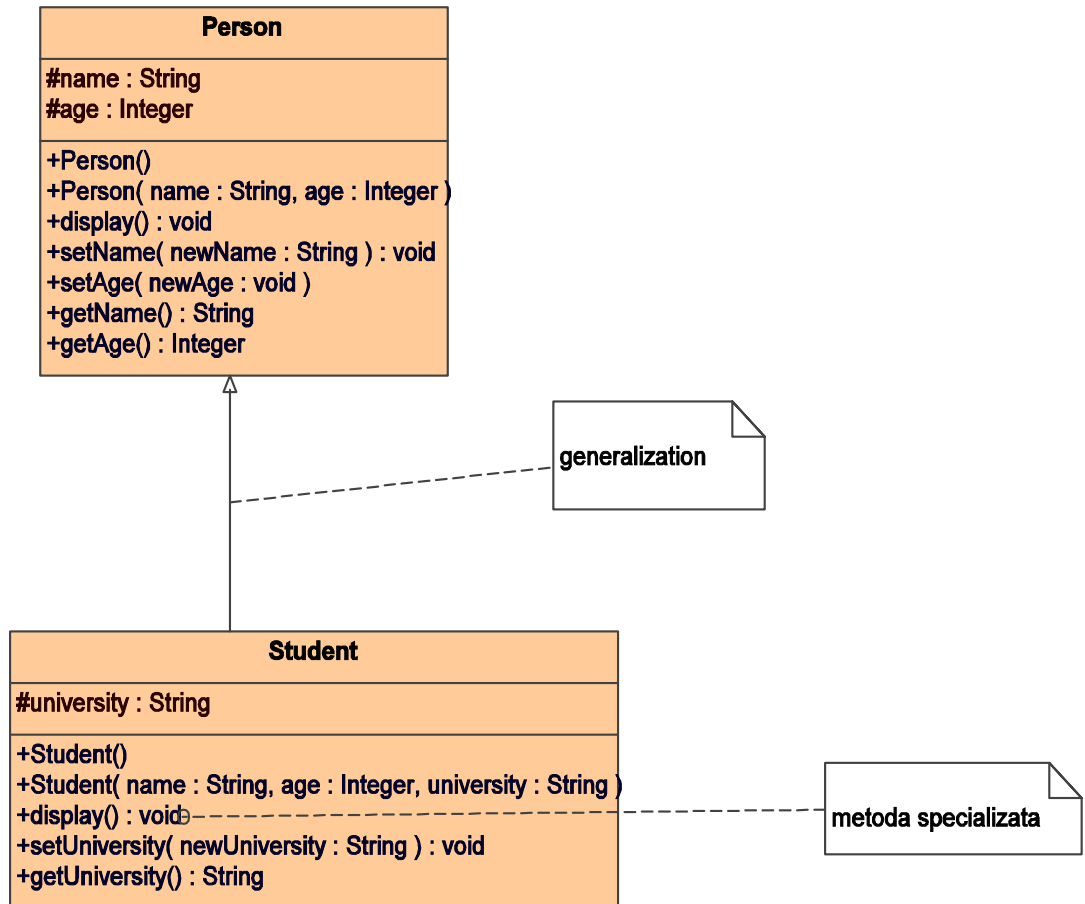 Person
#name : String
#age : Integer
+Person()
+Person( name : String, age : Integer )
+display() : void
+setName( newName : String ) : void
+setAge( newAge : void )
+getName() : String
+getAge() : Integer
generalization
Student
#university : String
+Student()
+Student( name : String, age : Integer, university : String )
+display() : void
+setUniversity( newUniversity : String ) : void
+getUniversity() : String
metoda specializata